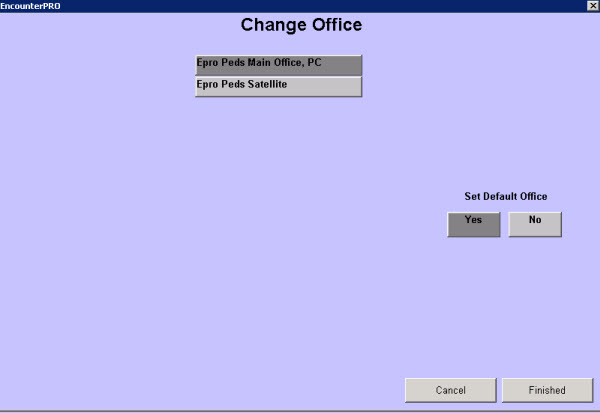 EncounterPRO
Change Office
Epro Peds Main Office, PC
Epro Peds Satellite
Set Default Office
Yes No
Cancel Finished